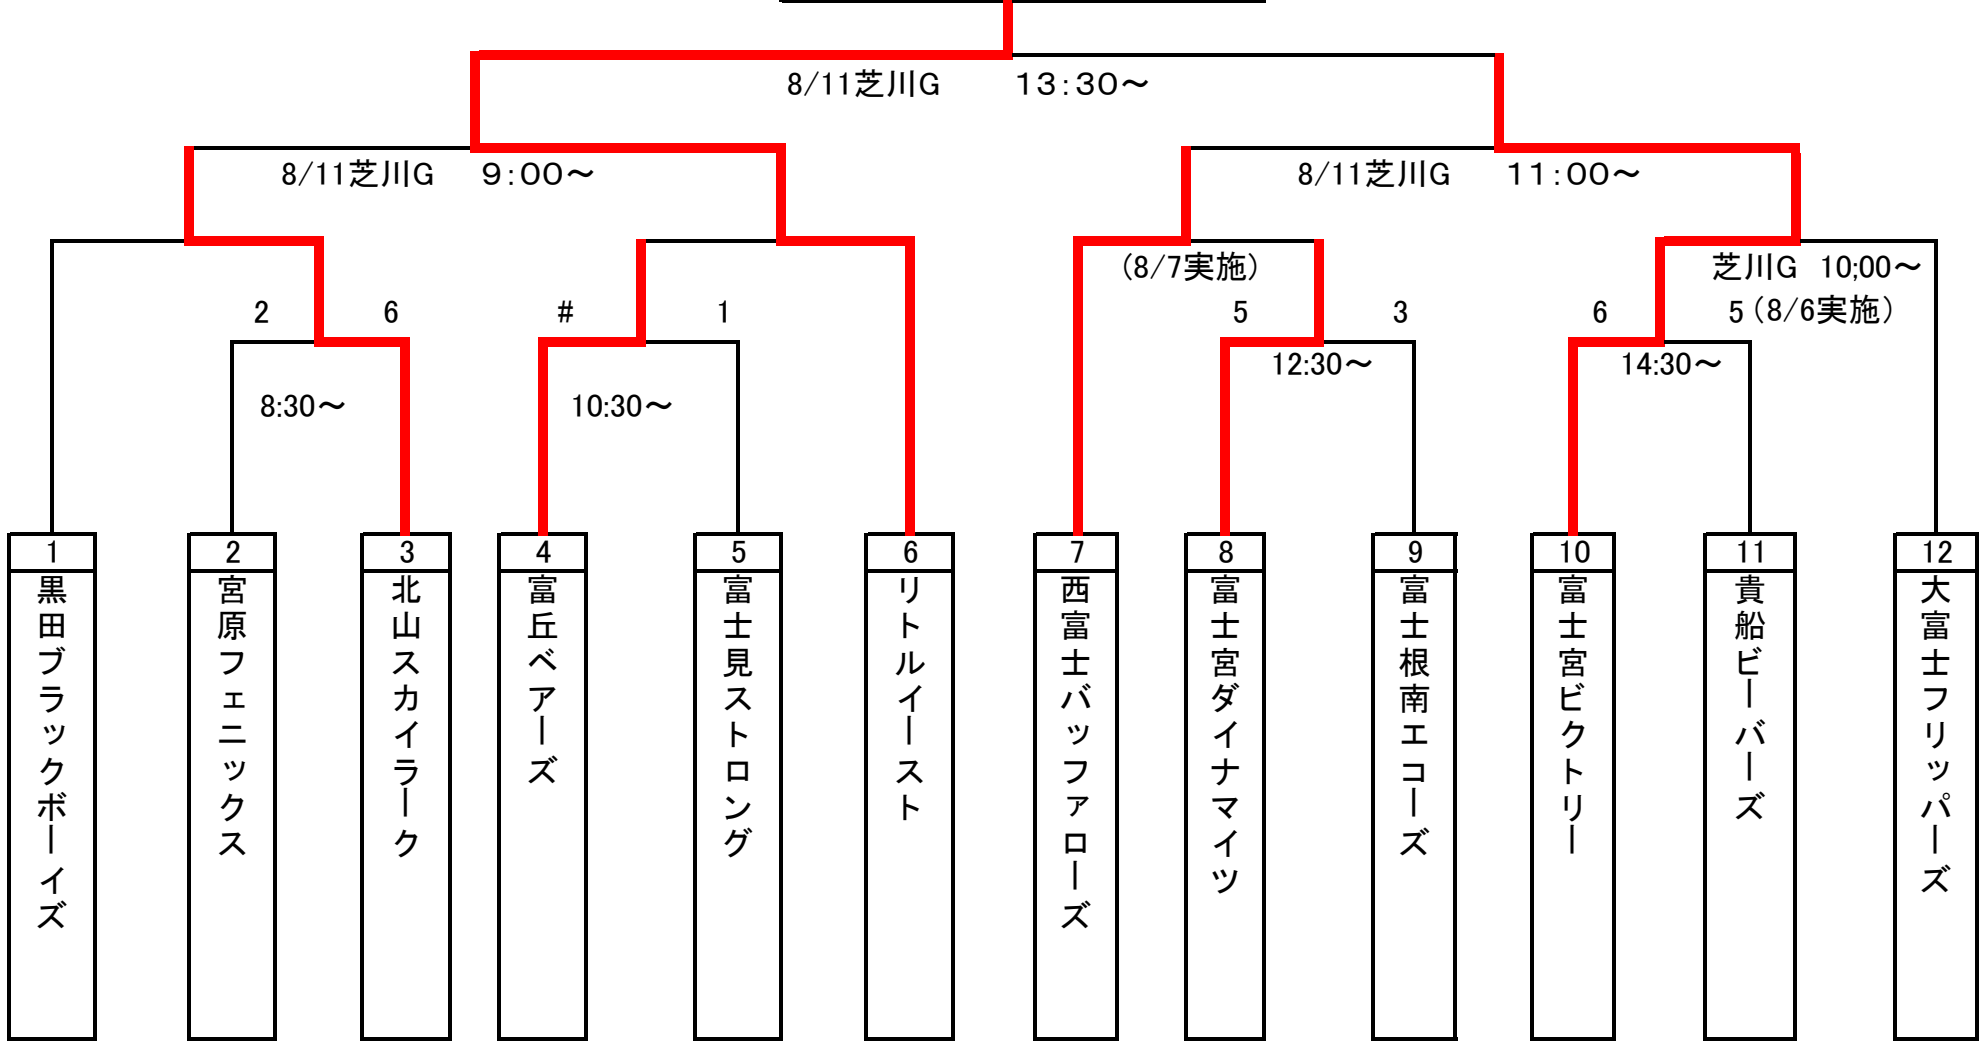 8/11芝川G　　13：30～
8/11芝川G　9：00～
8/11芝川G　11：00～
(8/7実施)
芝川G　10;00～
2
6
#
1
5
3
6
5（8/6実施）
12:30～
14:30～
8:30～
10:30～
1
2
3
4
5
6
7
8
9
10
11
12
黒田ブラックボーイズ
宮原フェニックス
北山スカイラーク
富丘ベアーズ
富士見ストロング
リトルイースト
西富士バッファローズ
富士宮ダイナマイツ
富士根南エコーズ
富士宮ビクトリー
貴船ビーバーズ
大富士フリッパーズ